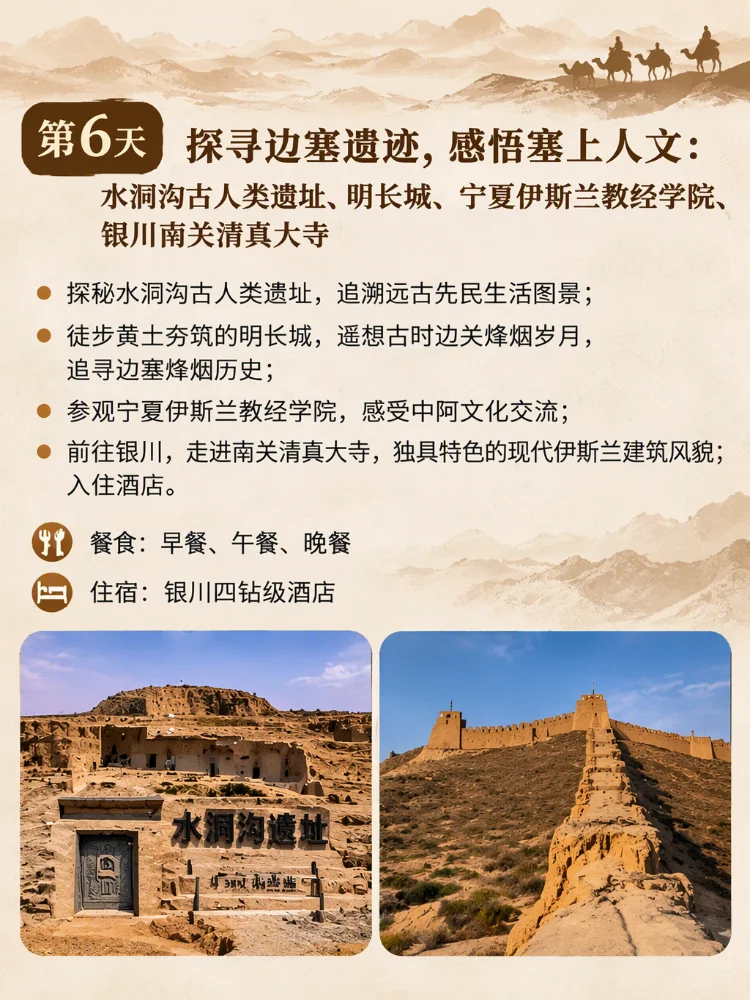 第6天
探寻边塞遗迹，感悟塞上人文：
水洞沟古人类遗址、明长城、宁夏伊斯兰教经学院、
银川南关清真大寺
探秘水洞沟古人类遗址，追溯远古先民生活图景；
徒步黄土夯筑的明长城，遥想古时边关烽烟岁月，
追寻边塞烽烟历史；
参观宁夏伊斯兰教经学院，感受中阿文化交流；
前往银川，走进南关清真大寺，独具特色的现代伊斯兰建筑风貌；
入住酒店。
餐食：早餐、午餐、晚餐
住宿：银川四钻级酒店
水洞沟遗址